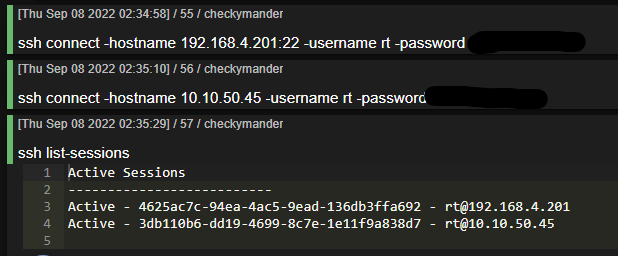 [Thu Sep 08 2022 02:34:58] / 55 / checkymander
ssh connect -hostname 192.168.4.201:22 -username rt -password
[Thu Sep 08 2022 02:35:10] / 56 / checkymander
ssh connect -hostname 10.10.50.45 -username rt -password
[Thu Sep 08 2022 02:35:29] / 57 / checkymander
ssh list-sessions
1 Active Sessions
2 --------------------------
3 Active - 4625ac7c-94ea-4ac5-9ead-136db3ffa692 - rt@192.168.4.201
4 Active - 3db110b6-dd19-4699-8c7e-1e11f9a838d7 - rt@10.10.50.45
5